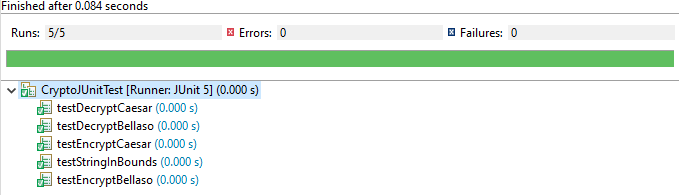 Finished after 0.084 seconds
Runs: 5/5 Errors: 0 Failures: 0
CryptoJUnitTest [Runner: JUnit 5] (0.000 s)
testDecryptCaesar (0.000 s)
testDecryptBellaso (0.000 s)
testEncryptCaesar (0.000 s)
testStringInBounds (0.000 s)
testEncryptBellaso (0.000 s)